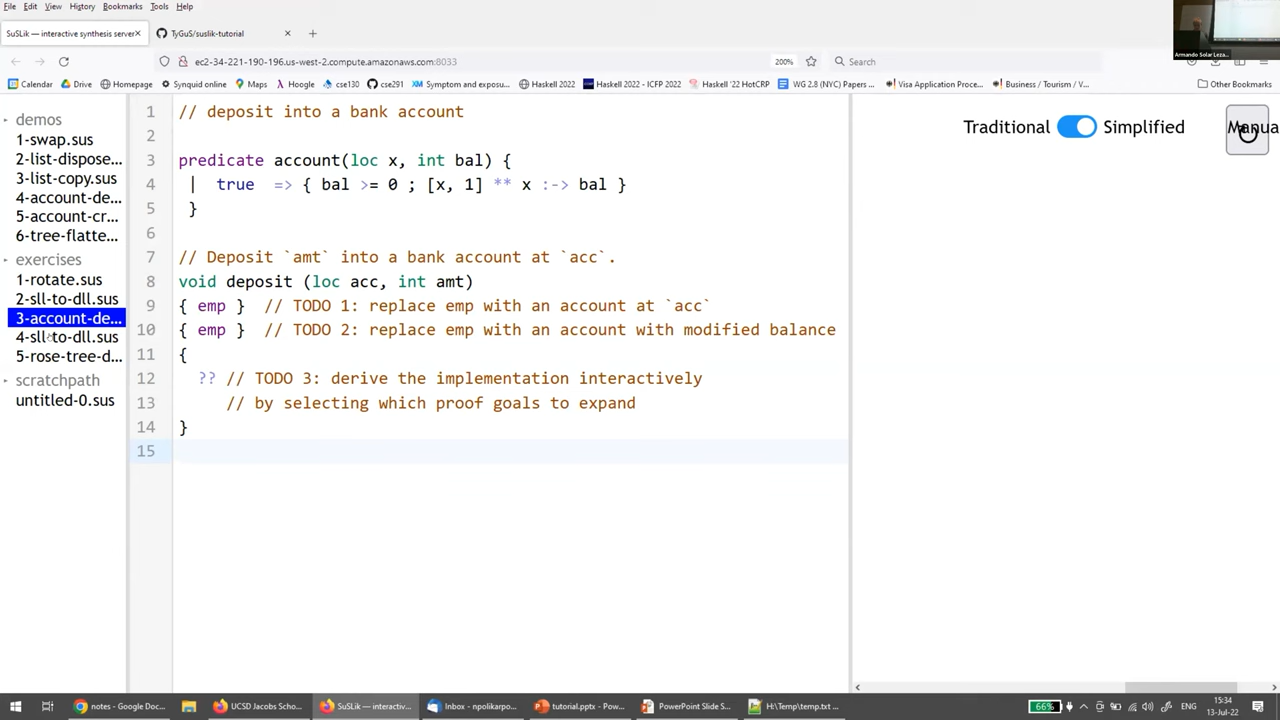 File Edit View History Bookmarks Tools Help
SuSLik — interactive synthesis server
TyGuS/suslik-tutorial
ec2-34-221-190-196.us-west-2.compute.amazonaws.com:8033
200%
Search
Armando Solar Leza...
Calendar Drive Homepage Synquid online Maps Hoogle cse130 cse291 Symptom and exposu... Haskell 2022 Haskell 2022 - ICFP 2022 Haskell '22 HotCRP WG 2.8 (NYC) Papers ... Visa Application Proce... Business / Tourism / V... Other Bookmarks
demos
1-swap.sus
2-list-dispose...
3-list-copy.sus
4-account-de...
5-account-cr...
6-tree-flatte...
exercises
1-rotate.sus
2-sll-to-dll.sus
3-account-de...
4-sll-to-dll.sus
5-rose-tree-d...
scratchpath
untitled-0.sus
1 // deposit into a bank account
2
3 predicate account(loc x, int bal) {
4 | true => { bal >= 0 ; [x, 1] ** x :-> bal }
5 }
6
7 // Deposit `amt` into a bank account at `acc`.
8 void deposit (loc acc, int amt)
9 { emp } // TODO 1: replace emp with an account at `acc`
10 { emp } // TODO 2: replace emp with an account with modified balance
11 {
12 ?? // TODO 3: derive the implementation interactively
13 // by selecting which proof goals to expand
14 }
15
Traditional Simplified
Manua
notes - Google Doc...
UCSD Jacobs Scho...
SuSLik — interactiv...
Inbox - npolikarpo...
tutorial.pptx - Pow...
PowerPoint Slide S...
H:\Temp\temp.txt ...
66%
ENG
15:34
13-Jul-22